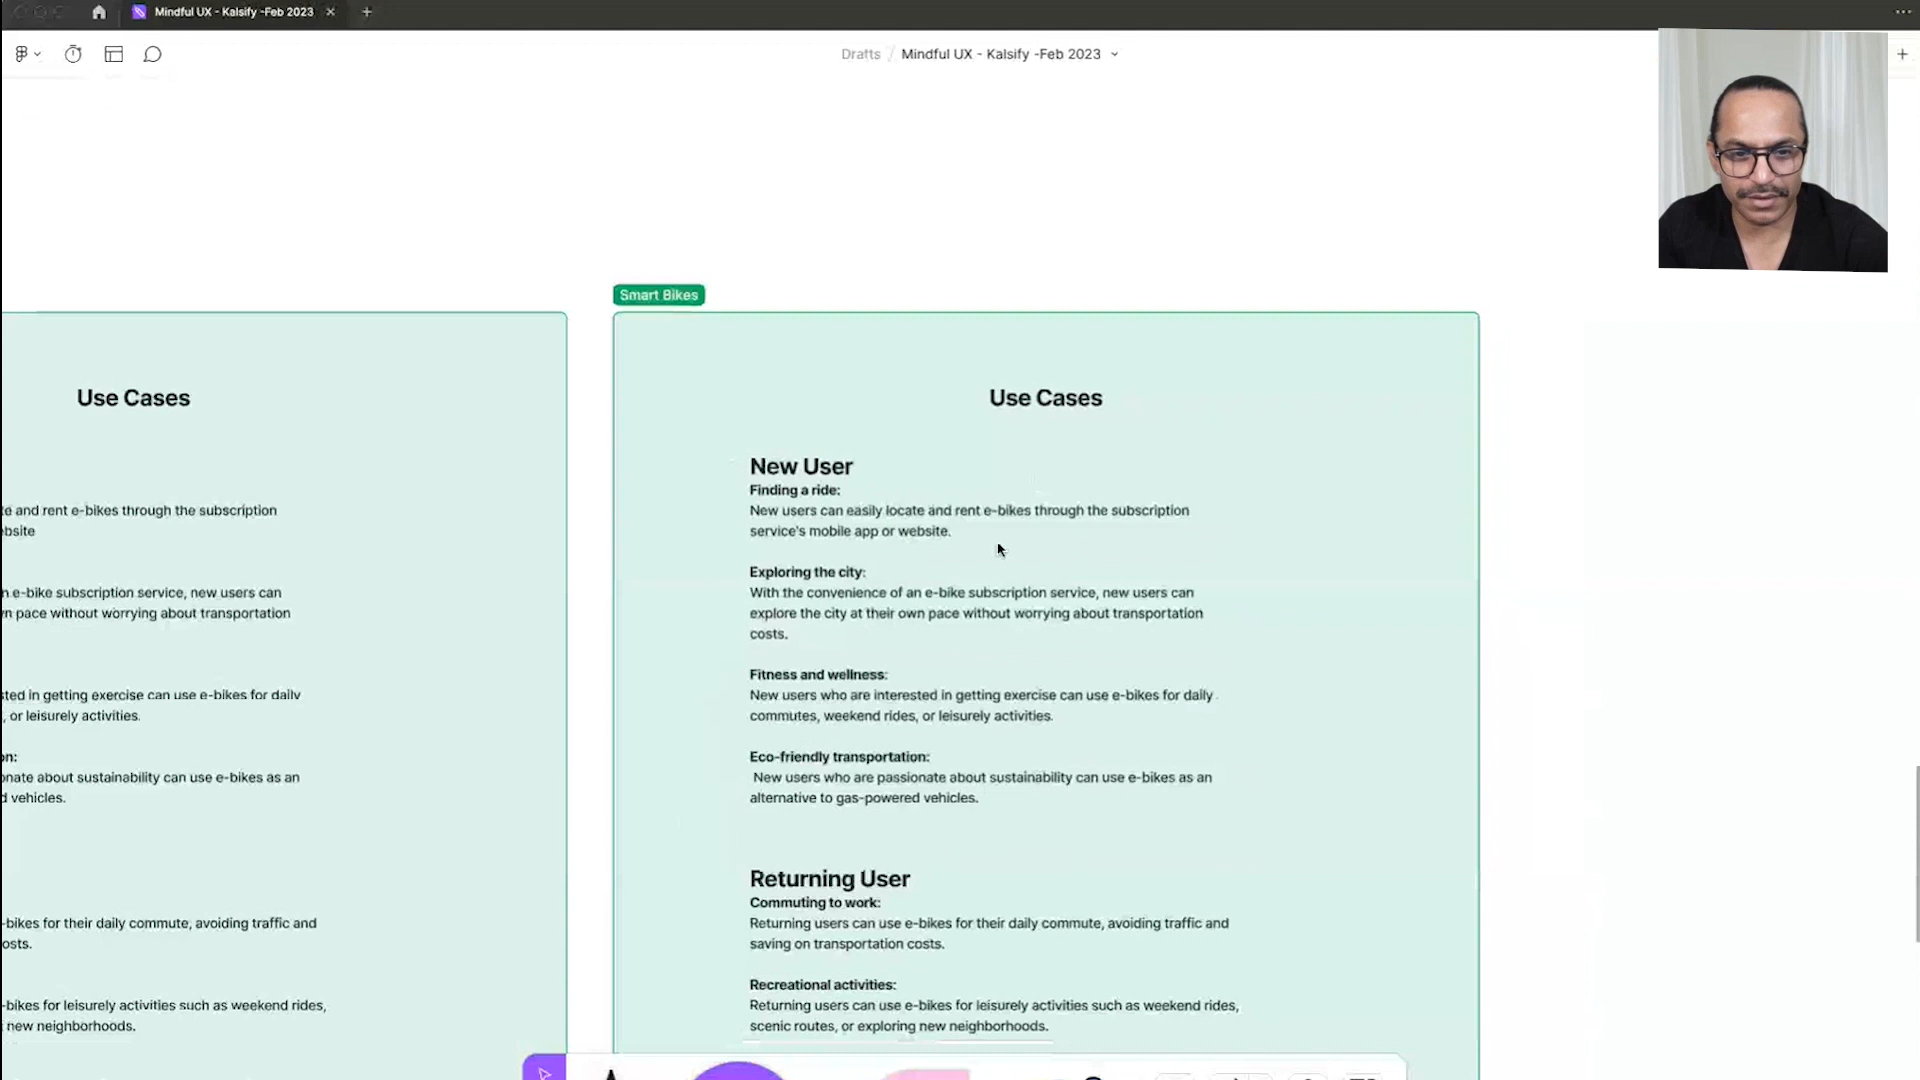 Mindful UX - Kalsify -Feb 2023
Drafts / Mindful UX - Kalsify -Feb 2023
Smart Bikes
Use Cases
and rent e-bikes through the subscription
e-bike subscription service, new users can
pace without worrying about transportation
in getting exercise can use e-bikes for daily
, or leisurely activities.
about sustainability can use e-bikes as an
vehicles.
-bikes for their daily commute, avoiding traffic and
-bikes for leisurely activities such as weekend rides,
new neighborhoods.
Use Cases
New User
Finding a ride:
New users can easily locate and rent e-bikes through the subscription
service's mobile app or website.
Exploring the city:
With the convenience of an e-bike subscription service, new users can
explore the city at their own pace without worrying about transportation
costs.
Fitness and wellness:
New users who are interested in getting exercise can use e-bikes for daily
commutes, weekend rides, or leisurely activities.
Eco-friendly transportation:
New users who are passionate about sustainability can use e-bikes as an
alternative to gas-powered vehicles.
Returning User
Commuting to work:
Returning users can use e-bikes for their daily commute, avoiding traffic and
saving on transportation costs.
Recreational activities:
Returning users can use e-bikes for leisurely activities such as weekend rides,
scenic routes, or exploring new neighborhoods.